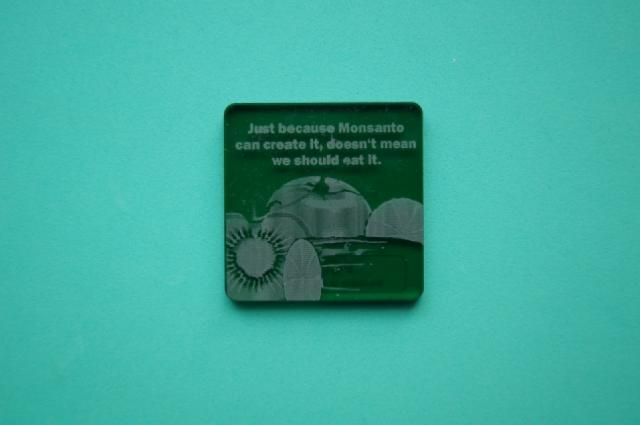 Just because Monsanto
can create it, doesn't mean
we should eat it.